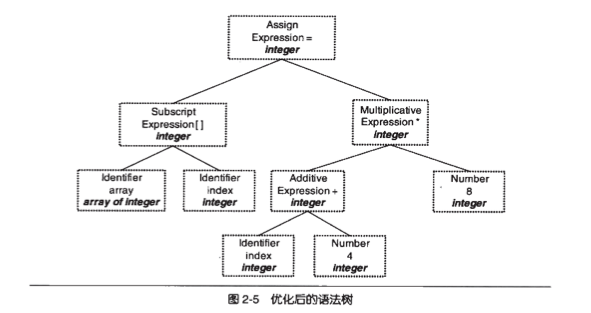 Assign
Expression =
integer
Subscript
Expression[ ]
integer
Multiplicative
Expression *
integer
Identifier
array
array of integer
Identifier
index
integer
Additive
Expression +
integer
Number
8
integer
Identifier
index
integer
Number
4
integer
图 2-5 优化后的语法树